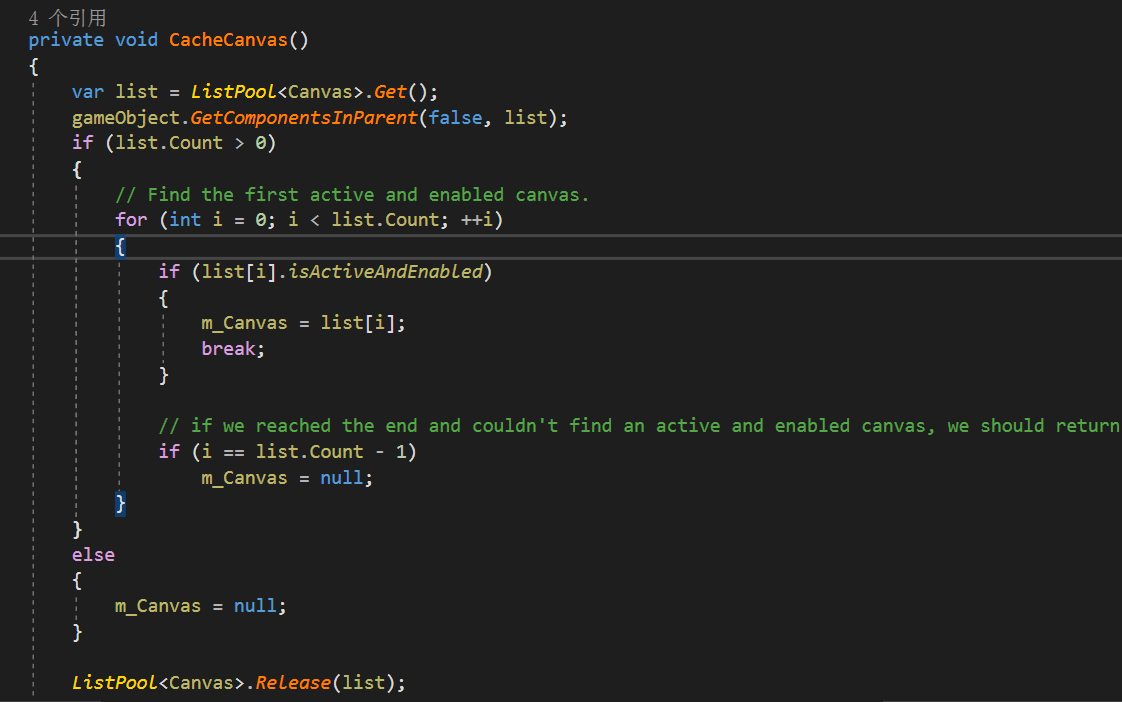 4 个引用
private void CacheCanvas()
{
var list = ListPool<Canvas>.Get();
gameObject.GetComponentsInParent(false, list);
if (list.Count > 0)
{
// Find the first active and enabled canvas.
for (int i = 0; i < list.Count; ++i)
{
if (list[i].isActiveAndEnabled)
{
m_Canvas = list[i];
break;
}
// if we reached the end and couldn't find an active and enabled canvas, we should return
if (i == list.Count - 1)
m_Canvas = null;
}
}
else
{
m_Canvas = null;
}
ListPool<Canvas>.Release(list);